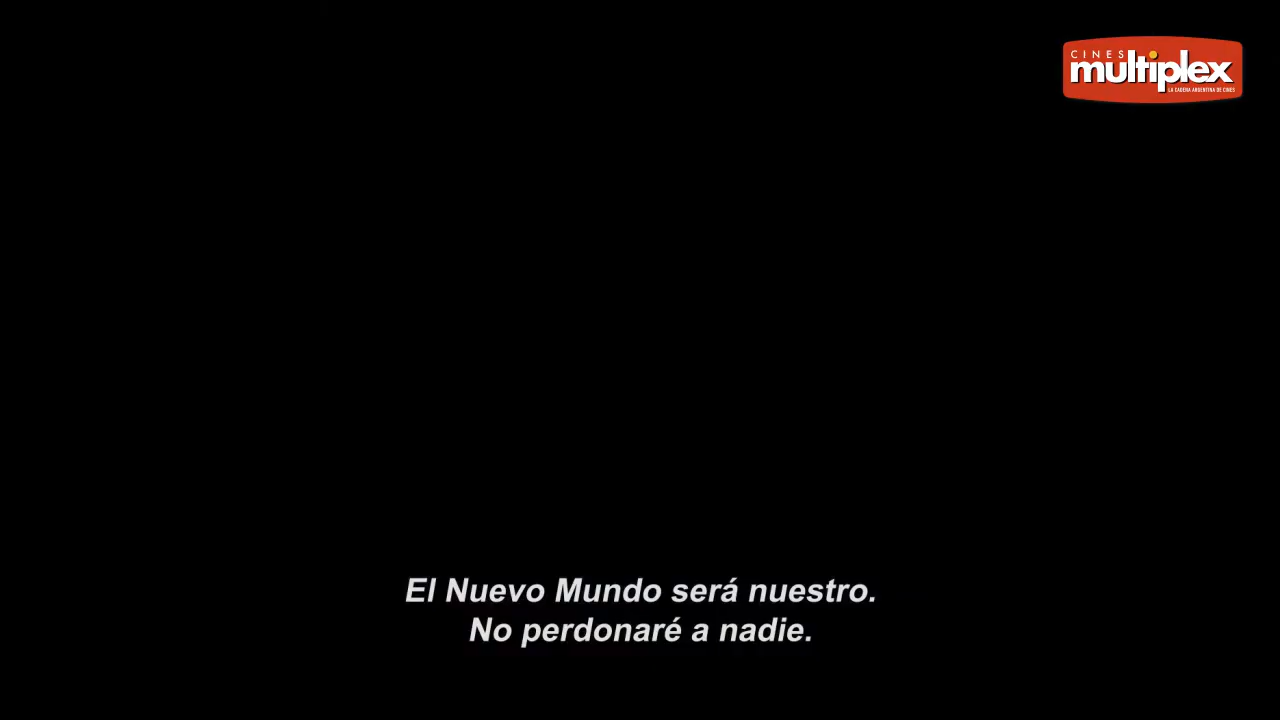 CINES
multiplex
LA CADENA ARGENTINA DE CINES
El Nuevo Mundo será nuestro.
No perdonaré a nadie.